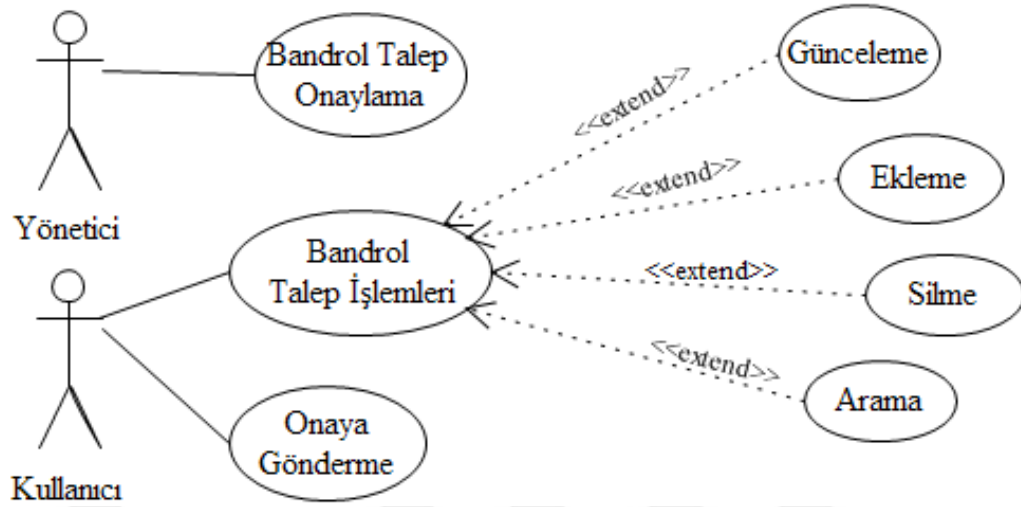 Bandrol Talep
Onaylama
Yönetici
Günceleme
<<extend>>
Ekleme
<<extend>>
Bandrol
Talep İşlemleri
<<extend>>
Silme
<<extend>>
Arama
Onaya
Gönderme
Kullanıcı